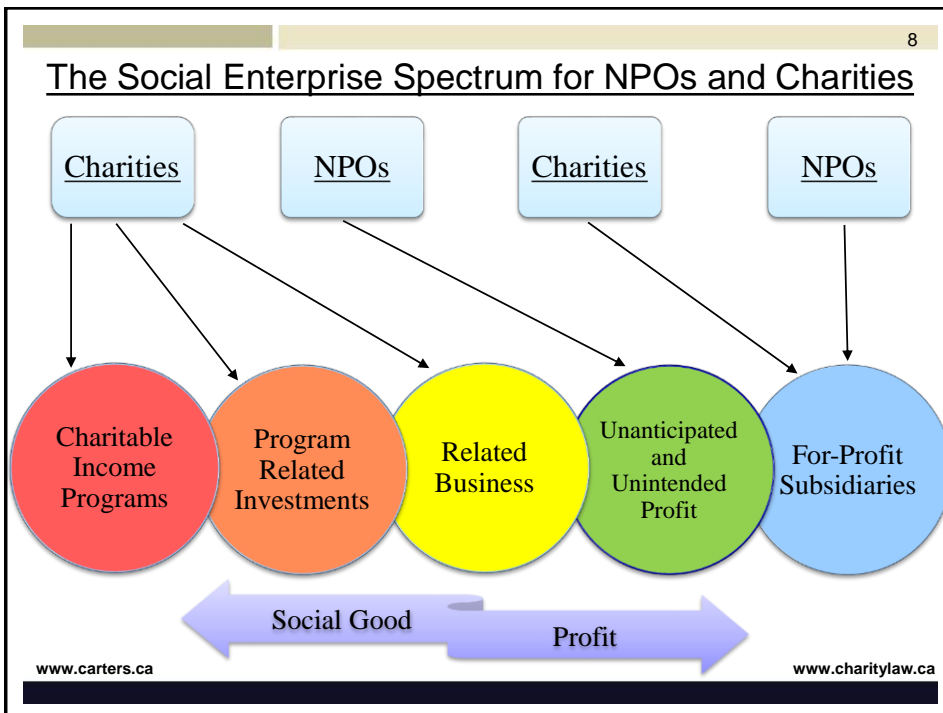 8
The Social Enterprise Spectrum for NPOs and Charities
Charities
NPOs
Charities
NPOs
Charitable
Income
Programs
Program
Related
Investments
Related
Business
Unanticipated
and
Unintended
Profit
For-Profit
Subsidiaries
Social Good
Profit
www.carters.ca
www.charitylaw.ca